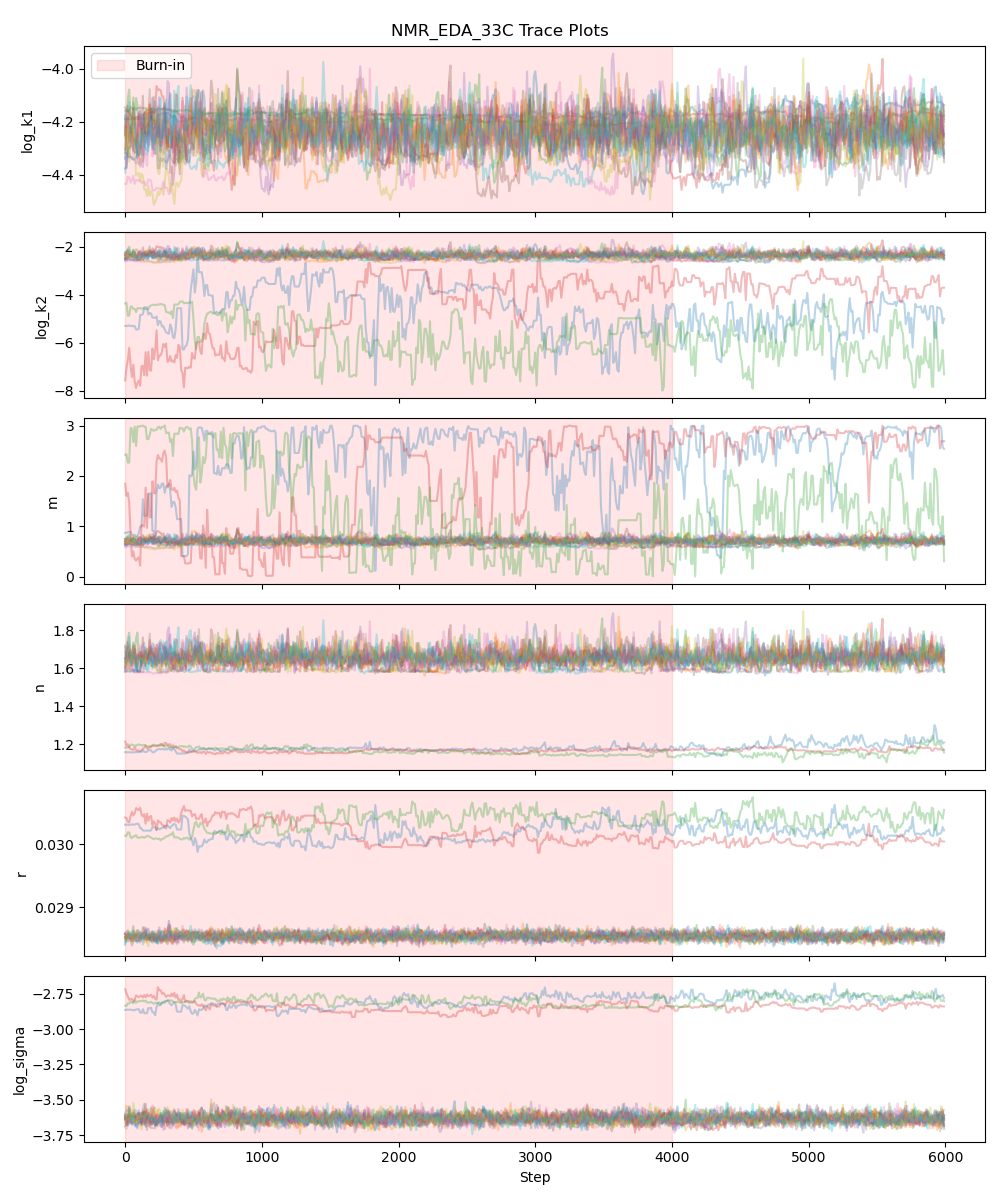 NMR_EDA_33C Trace Plots
Burn-in
−4.0
−4.2
−4.4
log_k1
−2
−4
−6
−8
log_k2
3
2
1
0
m
1.8
1.6
1.4
1.2
n
0.030
0.029
r
−2.75
−3.00
−3.25
−3.50
−3.75
log_sigma
0 1000 2000 3000 4000 5000 6000
Step